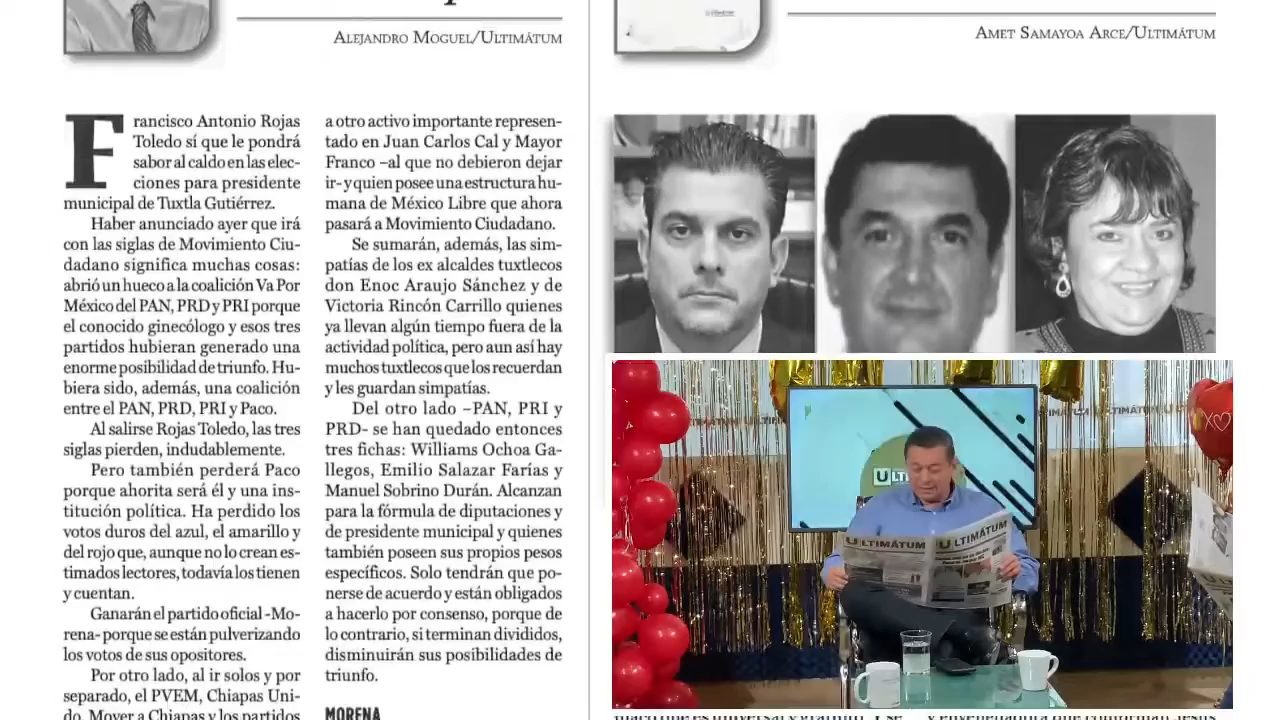 ALEJANDRO MOGUEL/ULTIMÁTUM
Francisco Antonio Rojas
Toledo sí que le pondrá
sabor al caldo en las elec-
ciones para presidente
municipal de Tuxtla Gutiérrez.
Haber anunciado ayer que irá
con las siglas de Movimiento Ciu-
dadano significa muchas cosas:
abrió un hueco a la coalición Va Por
México del PAN, PRD y PRI porque
el conocido ginecólogo y esos tres
partidos hubieran generado una
enorme posibilidad de triunfo. Hu-
biera sido, además, una coalición
entre el PAN, PRD, PRI y Paco.
Al salirse Rojas Toledo, las tres
siglas pierden, indudablemente.
Pero también perderá Paco
porque ahorita será él y una ins-
titución política. Ha perdido los
votos duros del azul, el amarillo y
del rojo que, aunque no lo crean es-
timados lectores, todavía los tienen
y cuentan.
Ganarán el partido oficial -Mo-
rena- porque se están pulverizando
los votos de sus opositores.
Por otro lado, al ir solos y por
separado, el PVEM, Chiapas Uni-
do, Mover a Chiapas y los partidos
a otro activo importante represen-
tado en Juan Carlos Cal y Mayor
Franco –al que no debieron dejar
ir- y quien posee una estructura hu-
mana de México Libre que ahora
pasará a Movimiento Ciudadano.
Se sumarán, además, las sim-
patías de los ex alcaldes tuxtlecos
don Enoc Araujo Sánchez y de
Victoria Rincón Carrillo quienes
ya llevan algún tiempo fuera de la
actividad política, pero aun así hay
muchos tuxtlecos que los recuerdan
y les guardan simpatías.
Del otro lado –PAN, PRI y
PRD- se han quedado entonces
tres fichas: Williams Ochoa Ga-
llegos, Emilio Salazar Farías y
Manuel Sobrino Durán. Alcanzan
para la fórmula de diputaciones y
de presidente municipal y quienes
también poseen sus propios pesos
específicos. Solo tendrán que po-
nerse de acuerdo y están obligados
a hacerlo por consenso, porque de
lo contrario, si terminan divididos,
disminuirán sus posibilidades de
triunfo.
MORENA
AMET SAMAYOA ARCE/ULTIMÁTUM
ULTIMÁTUM
ULTI
ULTIMÁTUM
ULTIMÁTUM
XO